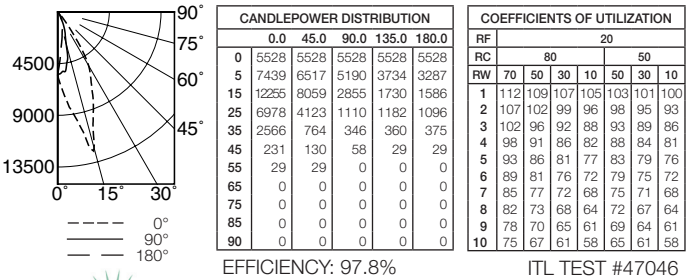 90°
75°
4500
60°
9000
45°
13500
0° 15° 30°
0°
90°
180°
CANDLEPOWER DISTRIBUTION
0.0 45.0 90.0 135.0 180.0
0 5528 5528 5528 5528 5528
5 7439 6517 5190 3734 3287
15 12255 8059 2855 1730 1586
25 6978 4123 1110 1182 1096
35 2566 764 346 360 375
45 231 130 58 29 29
55 29 29 0 0 0
65 0 0 0 0 0
75 0 0 0 0 0
85 0 0 0 0 0
90 0 0 0 0 0
EFFICIENCY: 97.8%
COEFFICIENTS OF UTILIZATION
RF 20
RC 80 50
RW 70 50 30 10 50 30 10
1 112 109 107 105 103 101 100
2 107 102 99 96 98 95 93
3 102 96 92 88 93 89 86
4 98 91 86 82 88 84 81
5 93 86 81 77 83 79 76
6 89 81 76 72 79 75 72
7 85 77 72 68 75 71 68
8 82 73 68 64 72 67 64
9 78 70 65 61 69 64 61
10 75 67 61 58 65 61 58
ITL TEST #47046